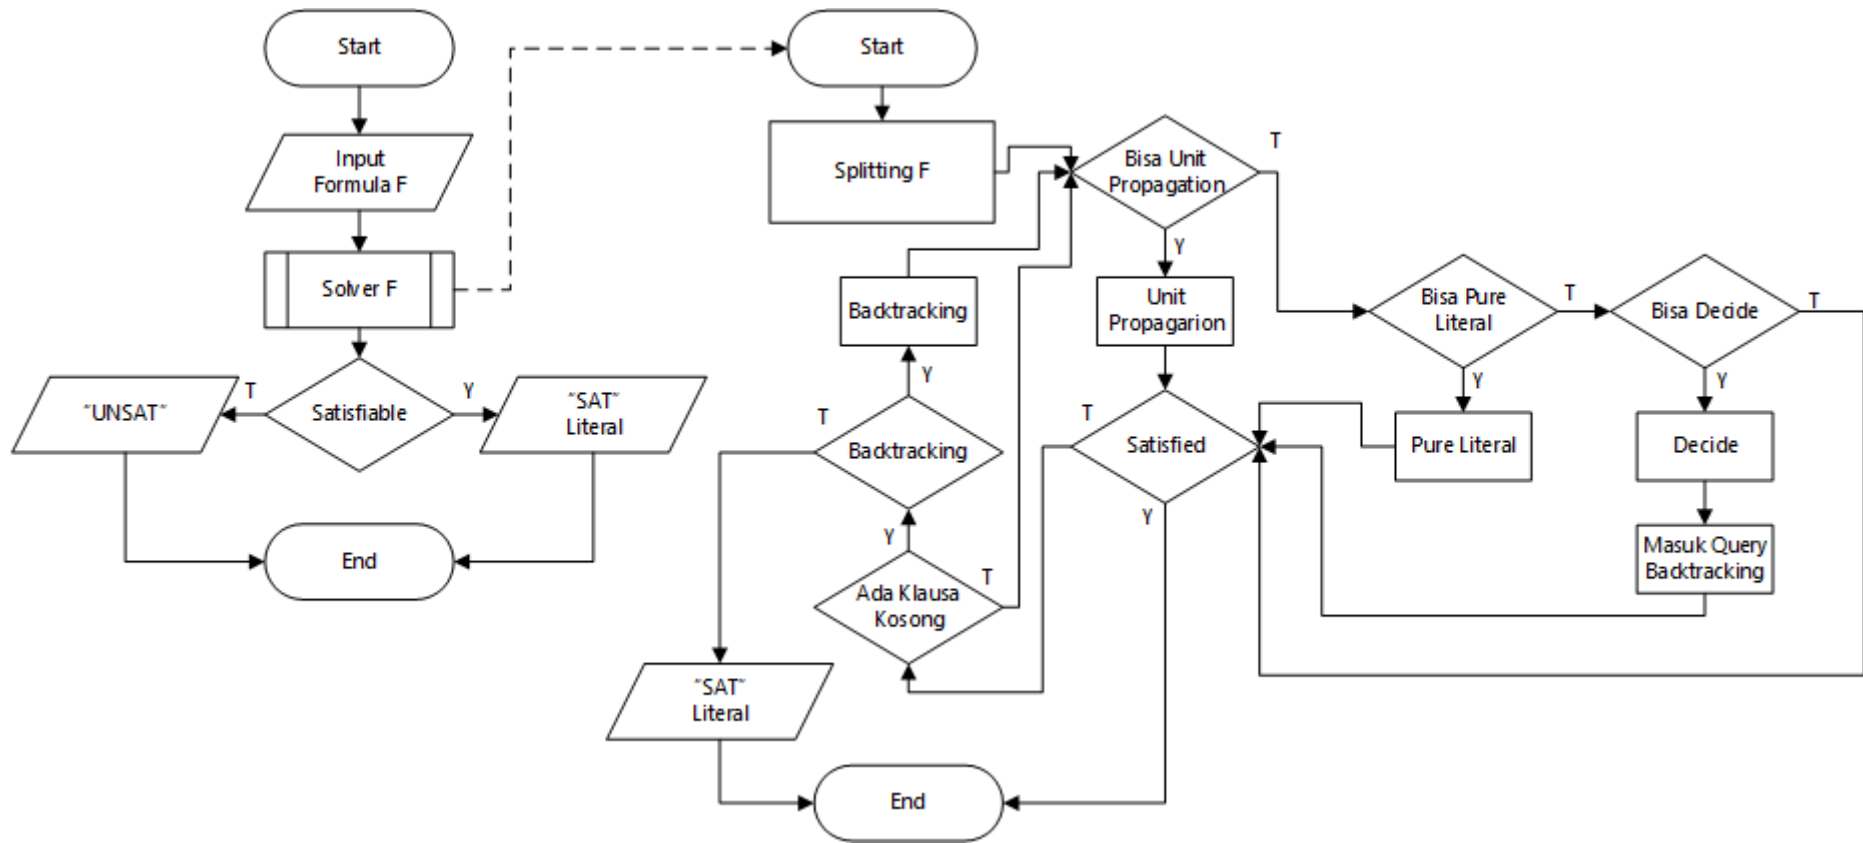 Start
Input
Formula F
Solver F
Satisfiable
T
Y
"UNSAT"
"SAT"
Literal
End
Start
Splitting F
Bisa Unit
Propagation
T
Y
Unit
Propagarion
Bisa Pure
Literal
T
Y
Bisa Decide
T
Y
Pure Literal
Decide
Masuk Query
Backtracking
Satisfied
T
Y
Backtracking
Y
T
Backtracking
Y
T
Ada Klausa
Kosong
"SAT"
Literal
End